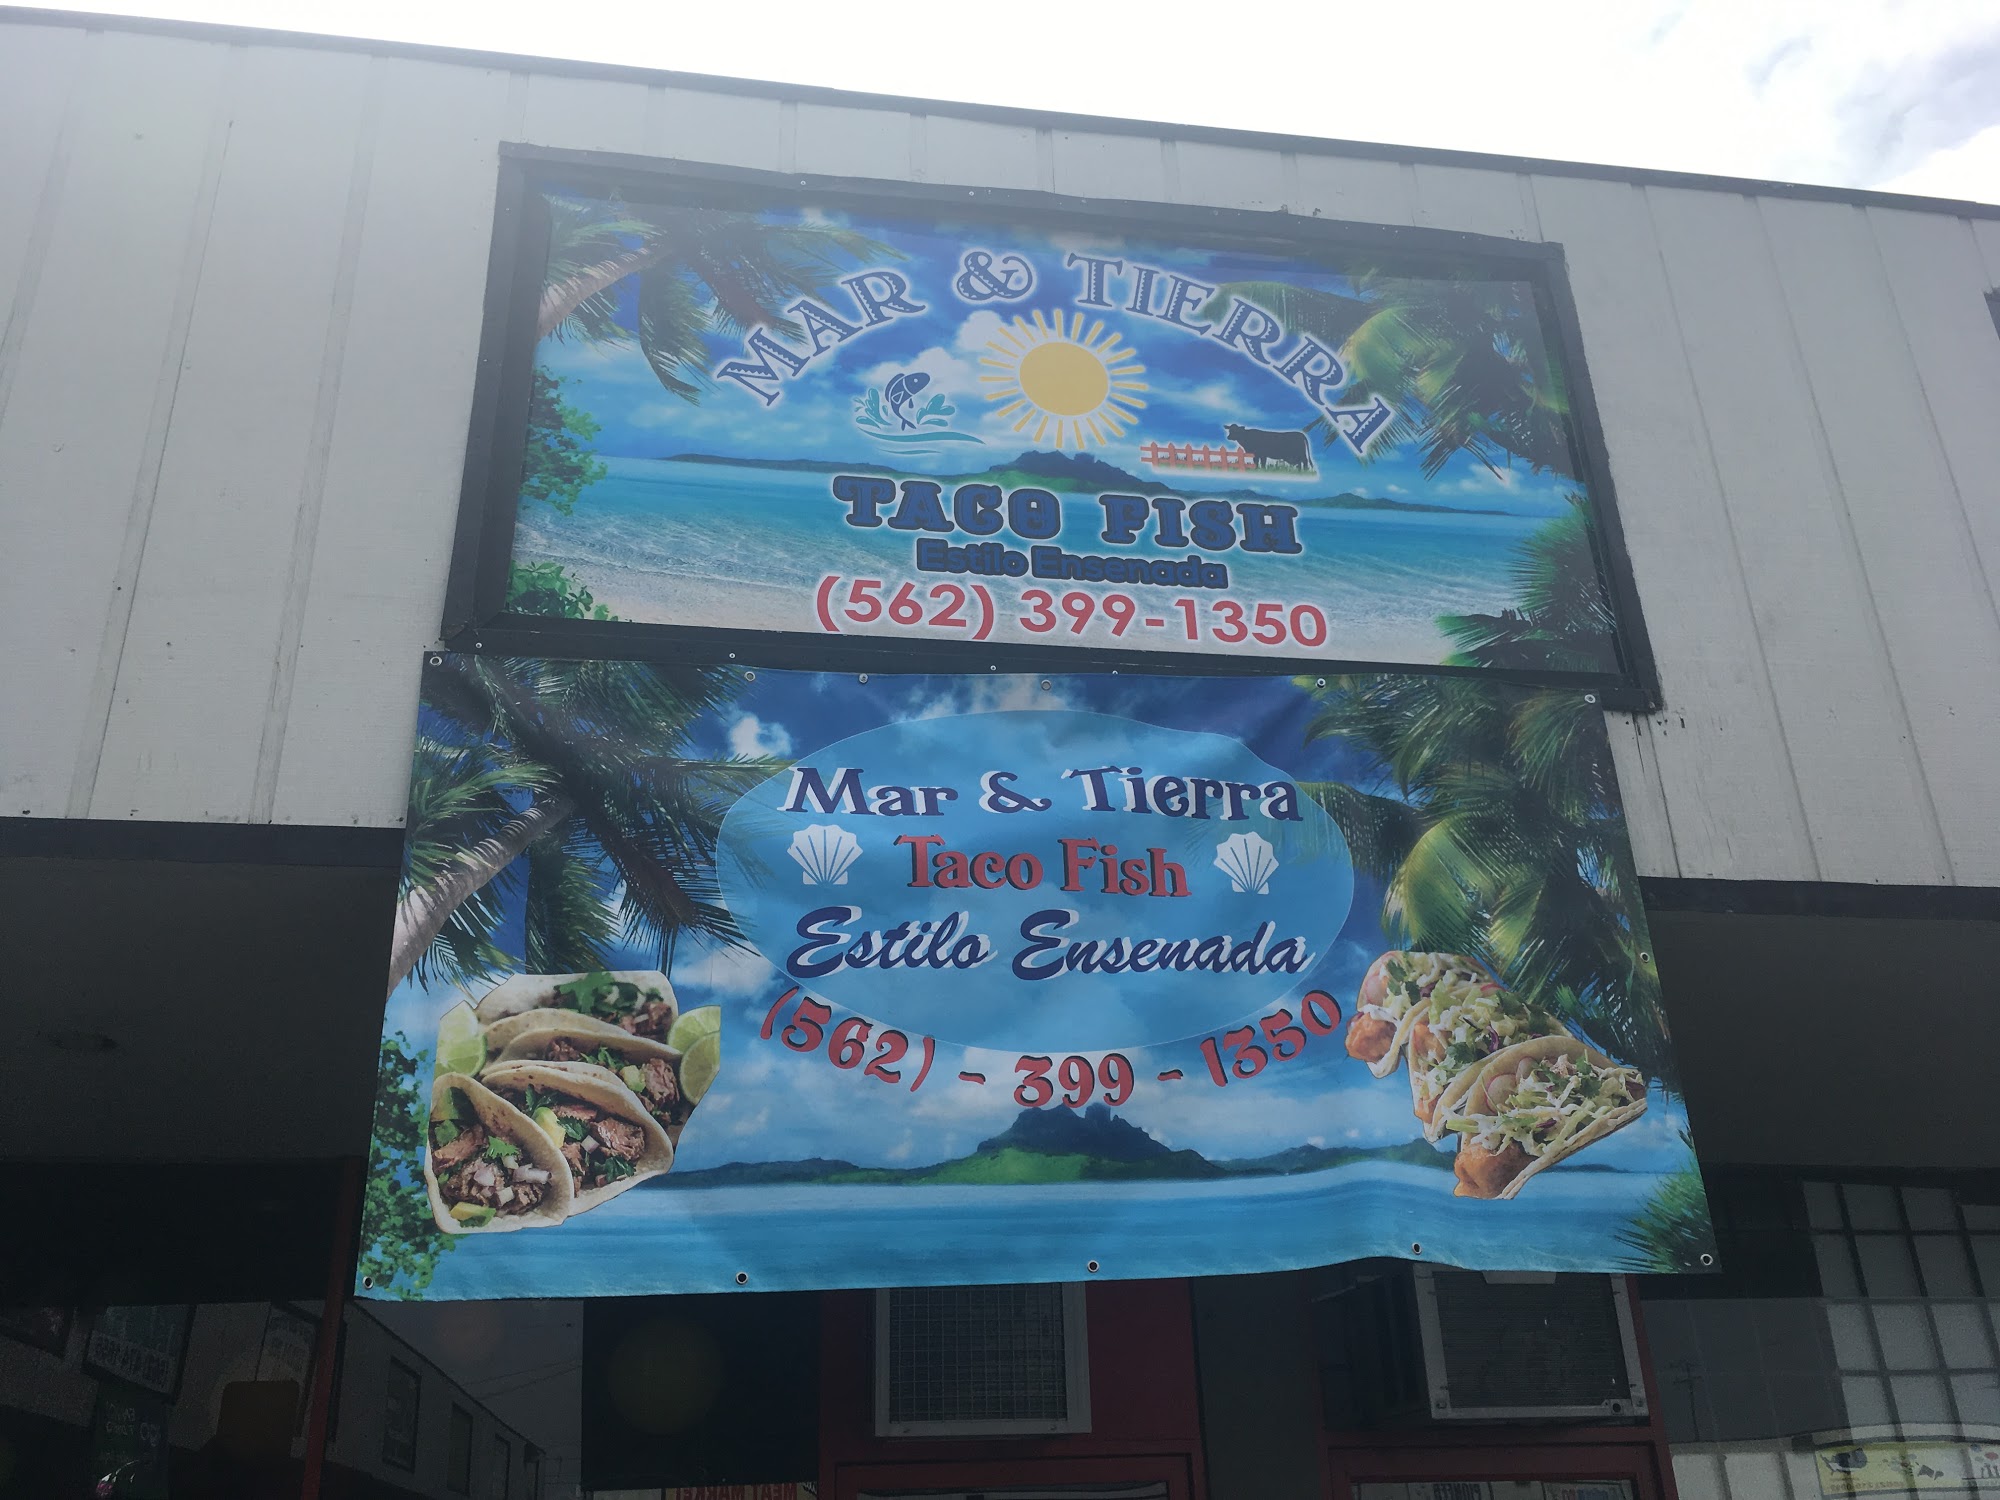 MAR & TIERRA
TACO FISH
Estilo Ensenada
(562) 399-1350
Mar & Tierra
Taco Fish
Estilo Ensenada
(562) - 399 - 1350